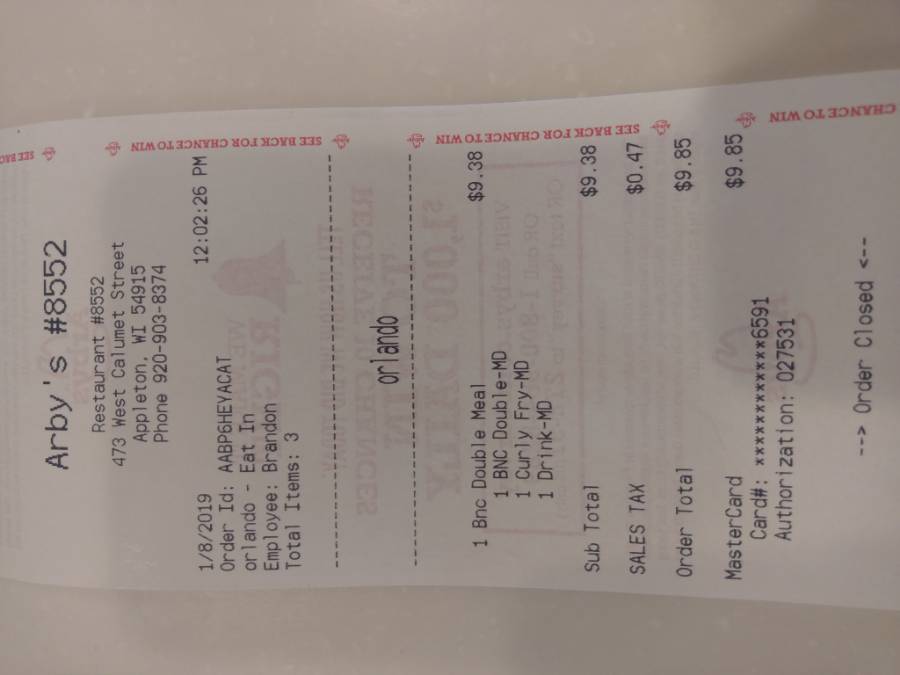 Arby's #8552
Restaurant #8552
473 West Calumet Street
Appleton, WI 54915
Phone 920-903-8374
1/8/2019 12:02:26 PM
Order Id: AABP6HEYACAT
orlando - Eat In
Employee: Brandon
Total Items: 3
orlando
1 Bnc Double Meal $9.38
1 BNC Double-MD
1 Curly Fry-MD
1 Drink-MD
Sub Total $9.38
SALES TAX $0.47
Order Total $9.85
MasterCard $9.85
Card#: ************6591
Authorization: 027531
---> Order Closed <--
SEE BACK FOR CHANCE TO WIN
SEE BACK FOR CHANCE TO WIN
CHANCE TO WIN
SEE BAC